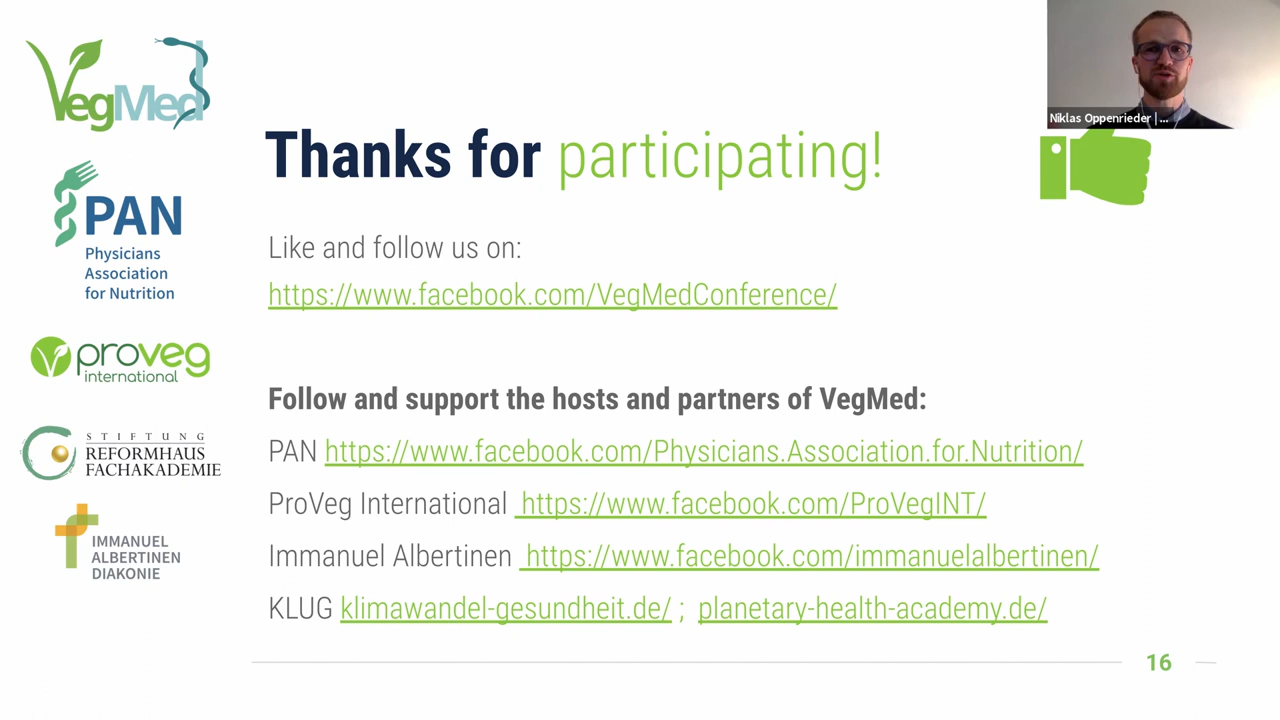 VegMed
PAN
Physicians
Association
for Nutrition
proveg
international
STIFTUNG
REFORMHAUS
FACHAKADEMIE
IMMANUEL
ALBERTINEN
DIAKONIE
Thanks for participating!
Like and follow us on:
https://www.facebook.com/VegMedConference/
Follow and support the hosts and partners of VegMed:
PAN https://www.facebook.com/Physicians.Association.for.Nutrition/
ProVeg International https://www.facebook.com/ProVegINT/
Immanuel Albertinen https://www.facebook.com/immanuelalbertinen/
KLUG klimawandel-gesundheit.de/ ; planetary-health-academy.de/
16
Niklas Oppenrieder | ...